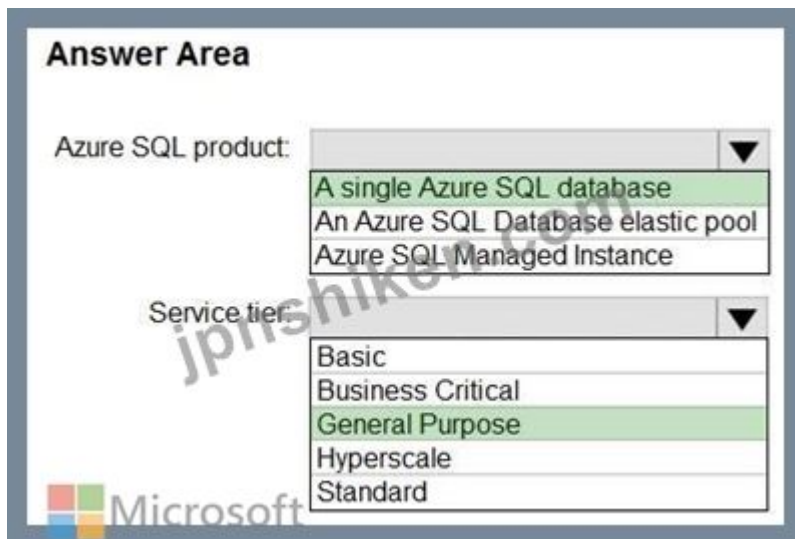 Answer Area
Azure SQL product:
A single Azure SQL database
An Azure SQL Database elastic pool
Azure SQL Managed Instance
Service tier:
Basic
Business Critical
General Purpose
Hyperscale
Standard
jpnshiken.com
Microsoft